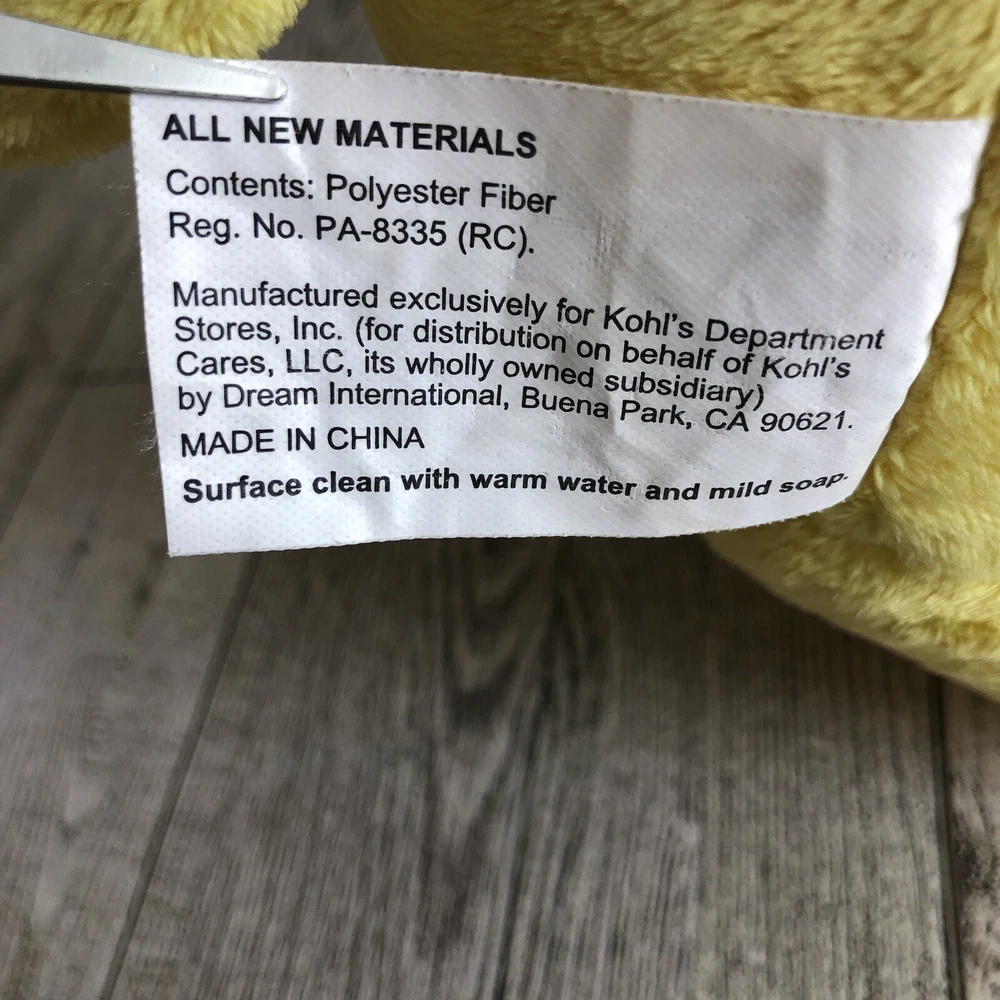 ALL NEW MATERIALS
Contents: Polyester Fiber
Reg. No. PA-8335 (RC).
Manufactured exclusively for Kohl's Department
Stores, Inc. (for distribution on behalf of Kohl's
Cares, LLC, its wholly owned subsidiary)
by Dream International, Buena Park, CA 90621.
MADE IN CHINA
Surface clean with warm water and mild soap.